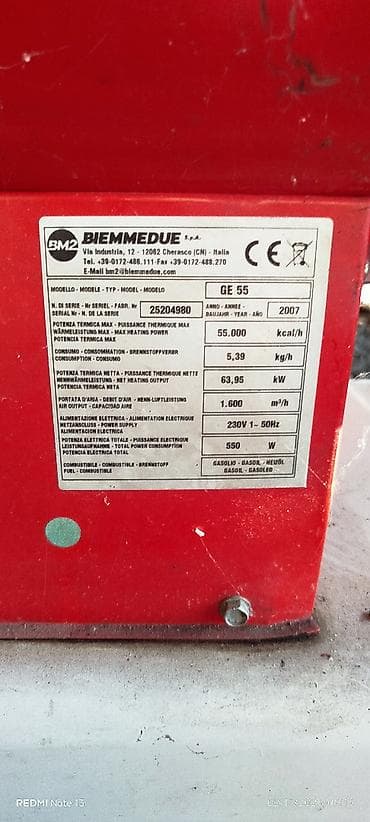 BM2 BIEMMEDUE S.p.A.
Via Industria, 12 - 12062 Cherasco (CN) - Italia
Tel. +39-0172-486.111-Fax +39-0172-488.270
E-Mail bm2@biemmedue.com
CE
MODELLO - MODELE - TYP - MODEL - MODELO GE 55
N. DI SERIE - Nr SERIEL - FABR. Nr
SERIAL Nr - N. DE LA SERIE 25204980 ANNO - ANNÉE - BAUJAHR - YEAR - AÑO 2007
POTENZA TERMICA MAX - PUISSANCE THERMIQUE MAX
WÄRMELEISTUNG MAX - MAX HEATING POWER 55.000 kcal/h
POTENCIA TERMICA MAX
CONSUMO - CONSOMMATION - BRENNSTOFFVERBR
CONSUMPTION - CONSUMO 5,39 kg/h
POTENZA TERMICA NETTA - PUISSANCE THERMIQUE NETTE
NENNWÄRMELEISTUNG - NET HEATING OUTPUT 63,95 kW
POTENCIA TERMICA NETA
PORTATA D'ARIA - DEBIT D'AIR - NENN-LUFTLEISTUNG
AIR OUTPUT - CAPACIDAD AIRE 1.600 m³/h
ALIMENTAZIONE ELETTRICA - ALIMENTATION ELECTRIQUE
NETZANSCLUSS - POWER SUPPLY 230V 1~ 50Hz
ALIMENTACION ELECTRICA
POTENZA ELETTRICA TOTALE - PUISSANCE ELECTRIQUE
LEISTUNGAUFNAHME - TOTAL POWER CONSUMPTION 550 W
POTENCIA ELECTRICA TOTAL
COMBUSTIBILE - COMBUSTIBLE - BRENNSTOFF GASOLIO - GASOIL - HEIZÖL
FUEL - COMBUSTIBLE GASOIL - GASOLEO
REDMI Note 13